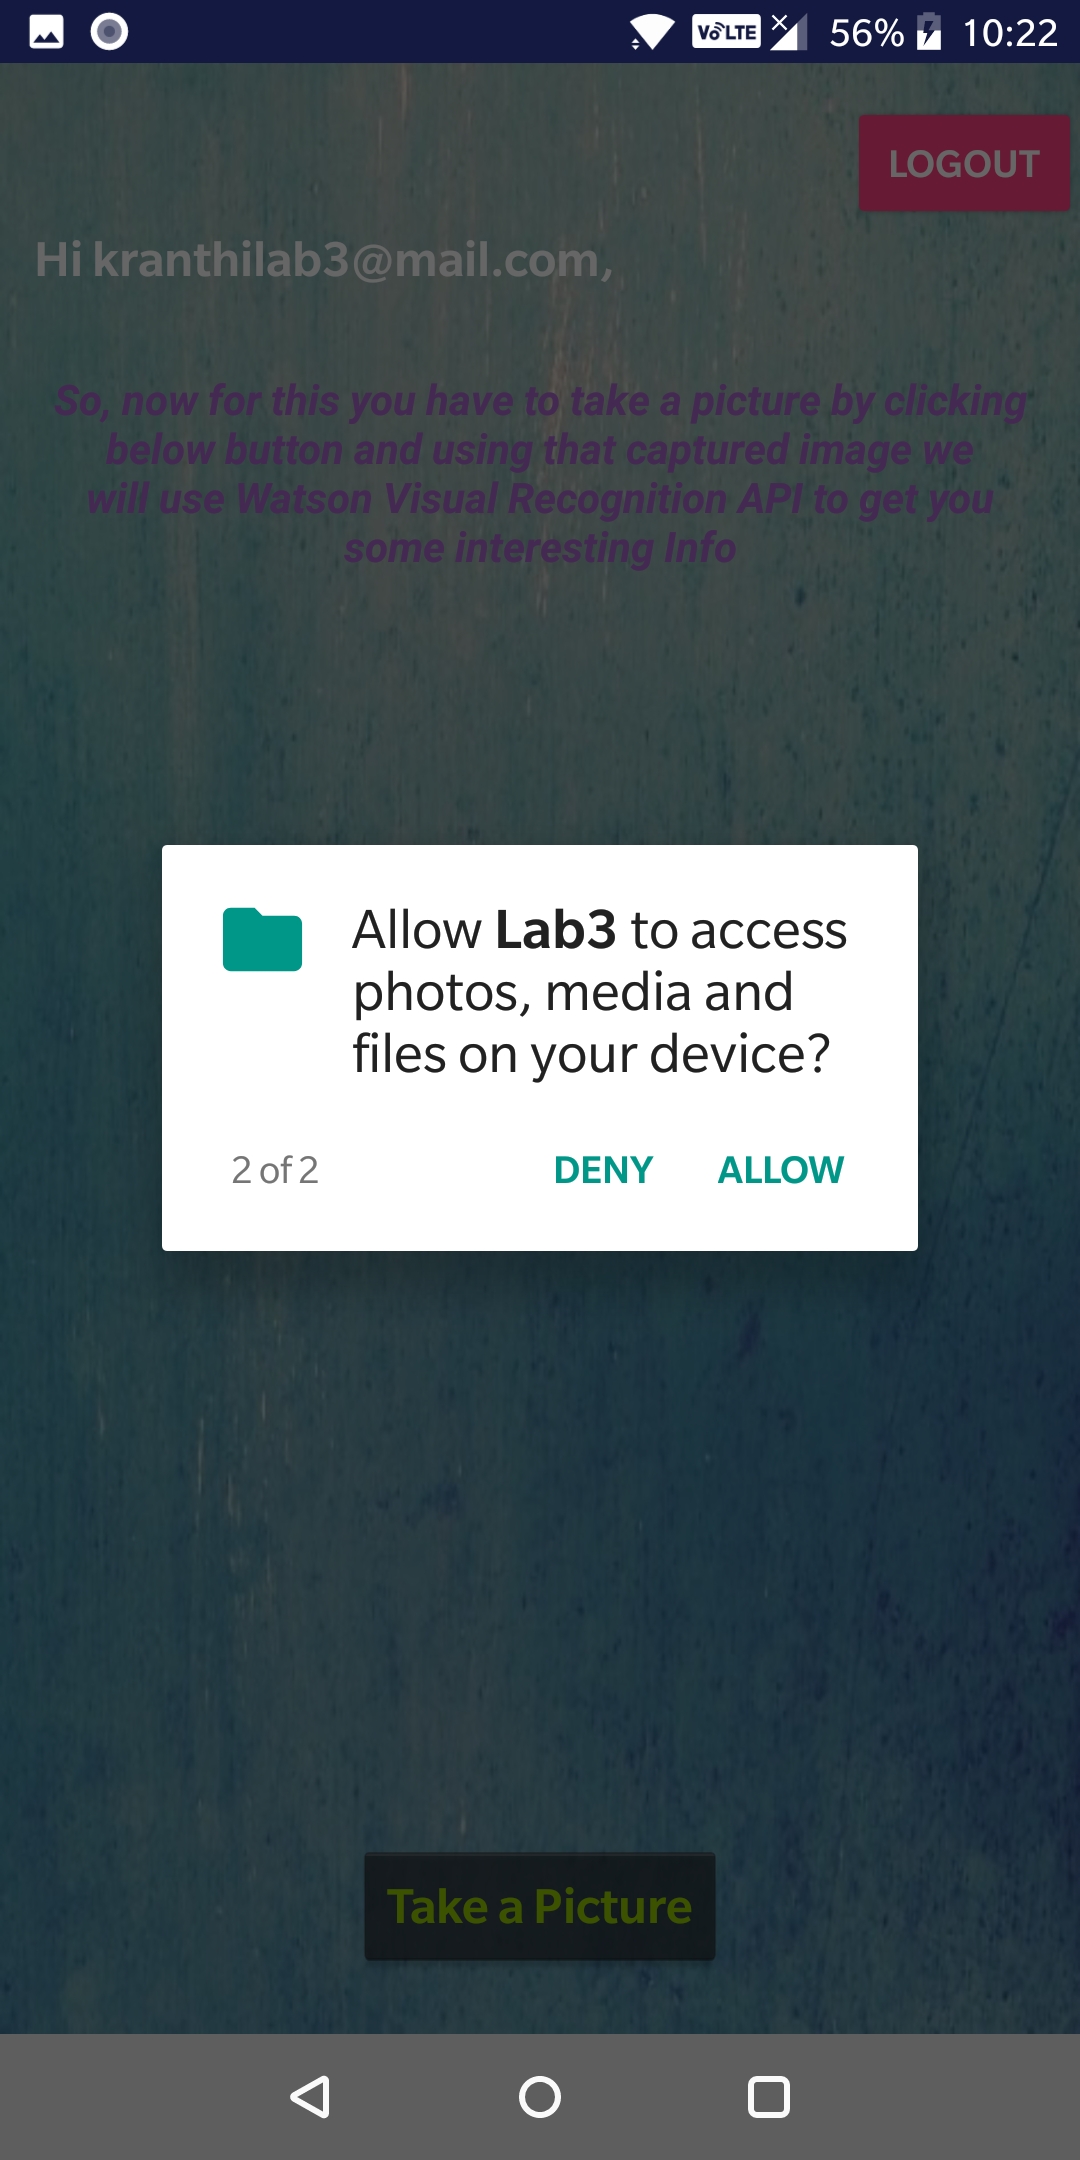 VoLTE 56% 10:22
LOGOUT
Hi kranthilab3@mail.com,
So, now for this you have to take a picture by clicking
below button and using that captured image we
will use Watson Visual Recognition API to get you
some interesting Info
Allow Lab3 to access
photos, media and
files on your device?
2 of 2 DENY ALLOW
Take a Picture